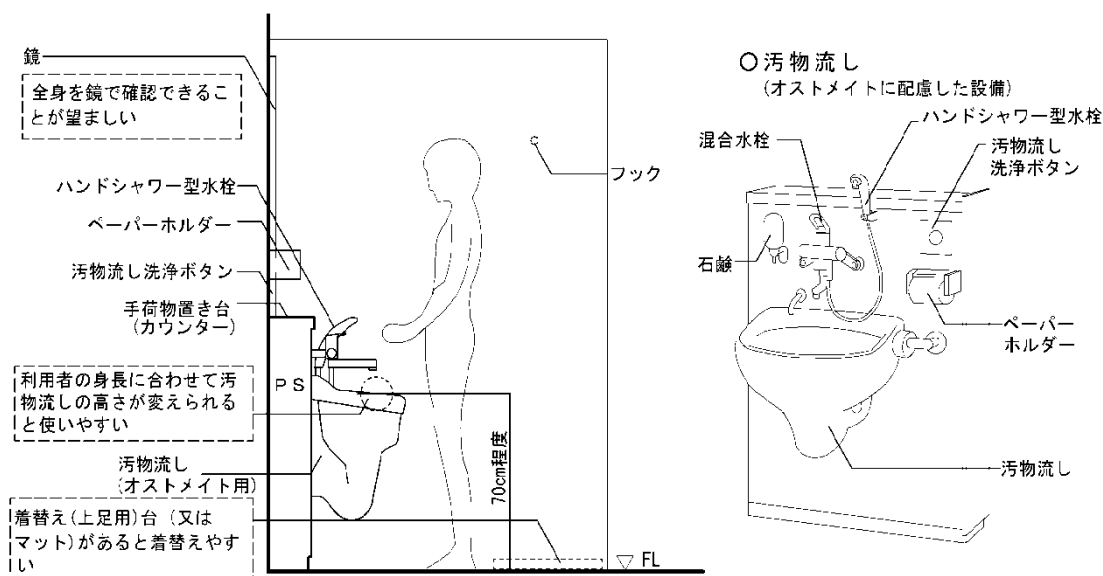 鏡
全身を鏡で確認できるこ
とが望ましい
ハンドシャワー型水栓
ペーパーホルダー
汚物流し洗浄ボタン
手荷物置き台
(カウンター)
利用者の身長に合わせて汚
物流しの高さが変えられる
と使いやすい
PS
汚物流し
(オストメイト用)
着替え(上足用)台 (又は
マット)があると着替えやす
い
フック
70cm程度
FL
○汚物流し
(オストメイトに配慮した設備)
ハンドシャワー型水栓
混合水栓
汚物流し
洗浄ボタン
石鹸
ペーパー
ホルダー
汚物流し